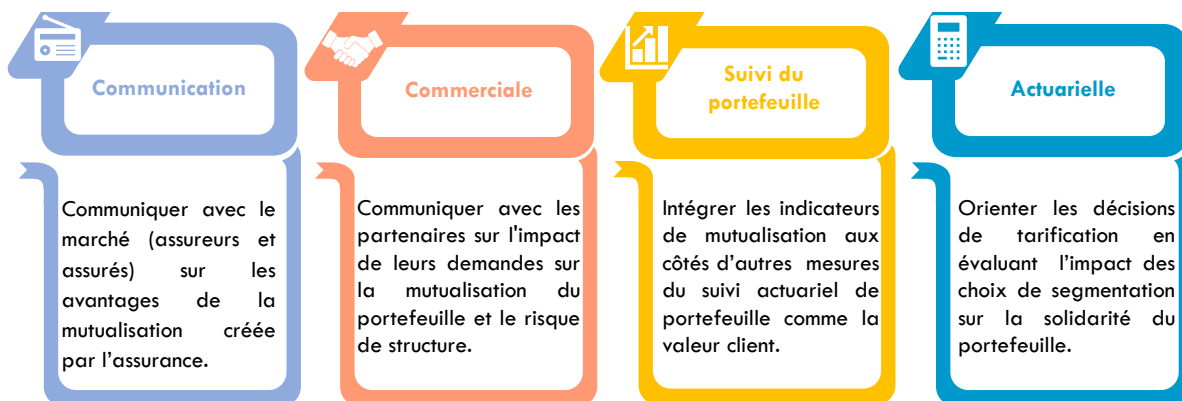 Communication
Communiquer avec le
marché (assureurs et
assurés) sur les
avantages de la
mutualisation créée
par l’assurance.
Commerciale
Communiquer avec les
partenaires sur l'impact
de leurs demandes sur
la mutualisation du
portefeuille et le risque
de structure.
Suivi du
portefeuille
Intégrer les indicateurs
de mutualisation aux
côtés d’autres mesures
du suivi actuariel de
portefeuille comme la
valeur client.
Actuarielle
Orienter les décisions
de tarification en
évaluant l’impact des
choix de segmentation
sur la solidarité du
portefeuille.